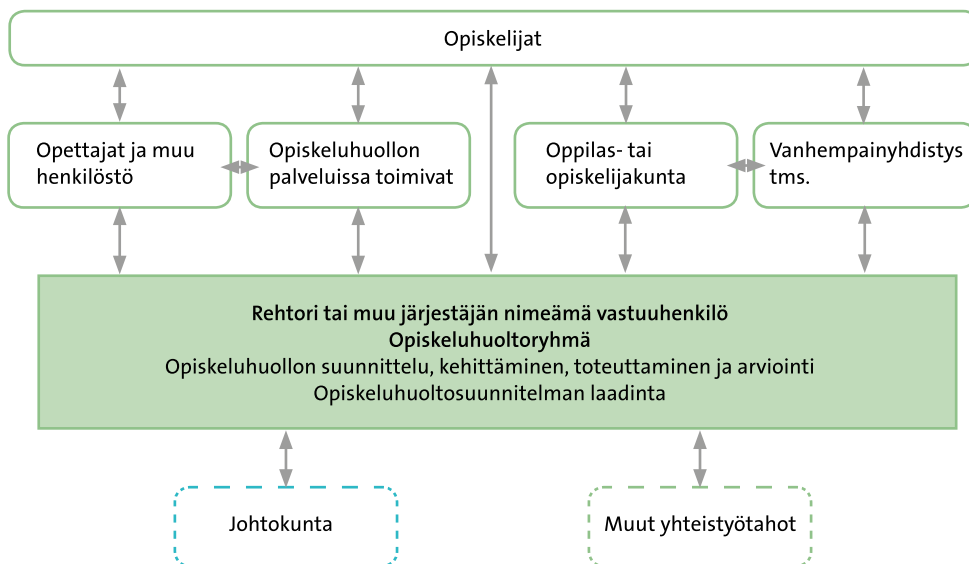 Opiskelijat
Opettajat ja muu
henkilöstö
Opiskeluhuollon
palveluissa toimivat
Oppilas- tai
opiskelijakunta
Vanhempainyhdistys
tms.
Rehtori tai muu järjestäjän nimeämä vastuuhenkilö
Opiskeluhuoltoryhmä
Opiskeluhuollon suunnittelu, kehittäminen, toteuttaminen ja arviointi
Opiskeluhuoltosuunnitelman laadinta
Johtokunta
Muut yhteistyötahot